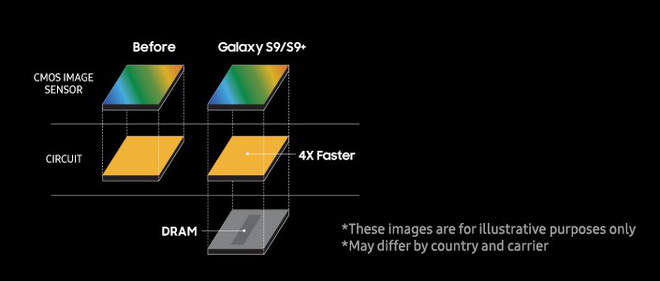 Before
Galaxy S9/S9+
CMOS IMAGE
SENSOR
CIRCUIT
4X Faster
DRAM
*These images are for illustrative purposes only
*May differ by country and carrier